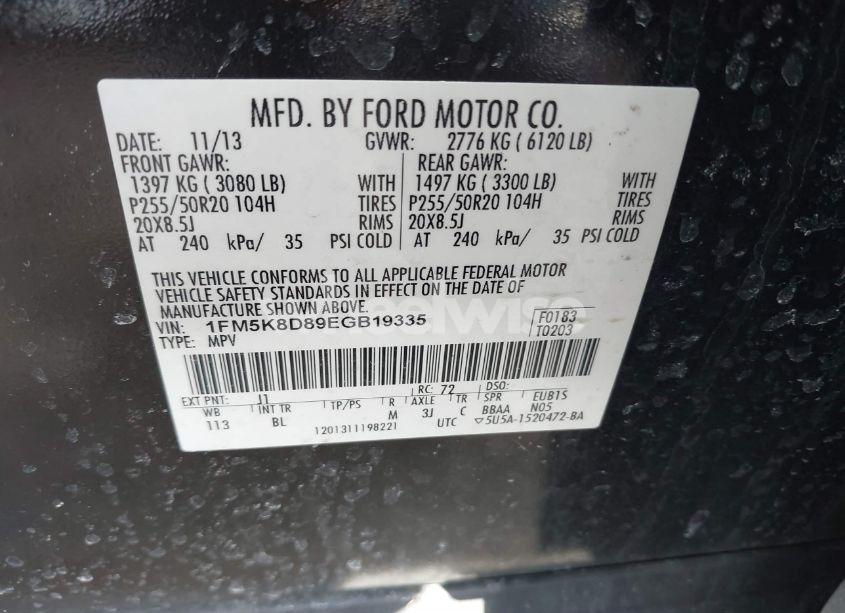 MFD. BY FORD MOTOR CO.
DATE: 11/13 GVWR: 2776 KG ( 6120 LB)
FRONT GAWR: REAR GAWR:
1397 KG ( 3080 LB) WITH 1497 KG ( 3300 LB) WITH
P255/50R20 104H TIRES P255/50R20 104H TIRES
20X8.5J RIMS 20X8.5J RIMS
AT 240 kPa/ 35 PSI COLD AT 240 kPa/ 35 PSI COLD
THIS VEHICLE CONFORMS TO ALL APPLICABLE FEDERAL MOTOR
VEHICLE SAFETY STANDARDS IN EFFECT ON THE DATE OF
MANUFACTURE SHOWN ABOVE.
VIN: 1FM5K8D89EGB19335 F0183
TYPE: MPV T0203
EXT PNT: J1 RC: 72 DSO:
WB INT TR TP/PS R AXLE TR SPR EUB1S
113 BL M 3J C BBAA N05
1201311198221 UTC ▽5U5A-1520472-BA